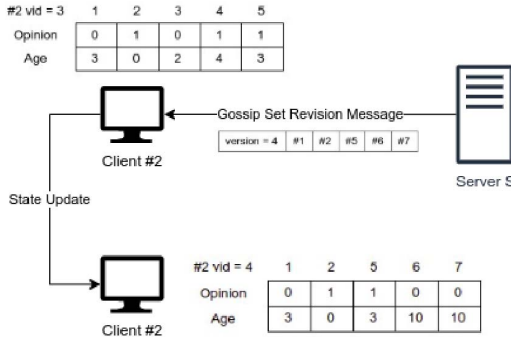 #2 vid = 3 1 2 3 4 5
Opinion 0 1 0 1 1
Age 3 0 2 4 3
Gossip Set Revision Message
version = 4 #1 #2 #5 #6 #7
Client #2
Server S
State Update
#2 vid = 4 1 2 5 6 7
Opinion 0 1 1 0 0
Age 3 0 3 10 10
Client #2